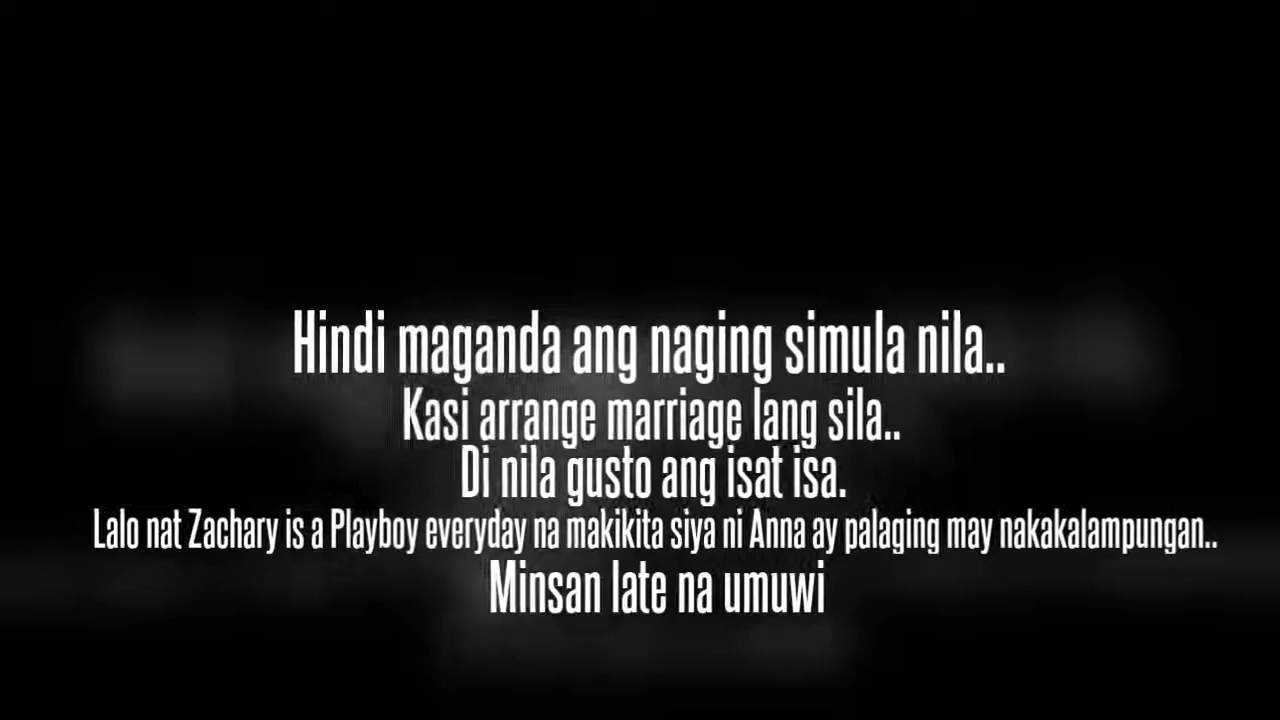 Hindi maganda ang naging simula nila..
Kasi arrange marriage lang sila..
Di nila gusto ang isat isa.
Lalo nat Zachary is a Playboy everyday na makikita siya ni Anna ay palaging may nakakalampungan..
Minsan late na umuwi